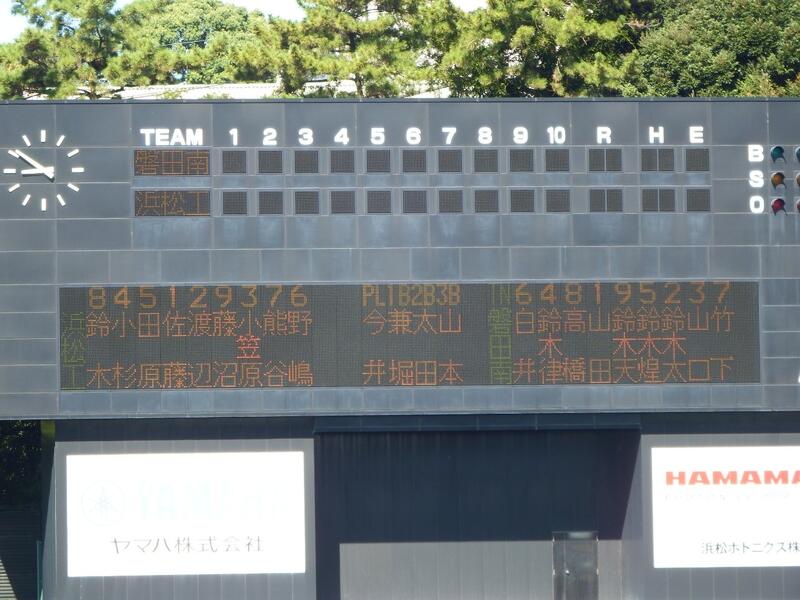 TEAM 1 2 3 4 5 6 7 8 9 10 R H E
磐田南
浜松工
B
S
O
845129376 PL1B2B3B IN648195237
浜松工
鈴木
小杉
田原
佐藤
渡辺
藤沼
小笠原
熊谷
野嶋
今井
兼堀
太田
山本
磐田南
白井
鈴木津
高橋
山田
鈴木天
鈴木煌
鈴木太
山口
竹下
ヤマハ株式会社
HAMAMA
浜松ホトニクス株